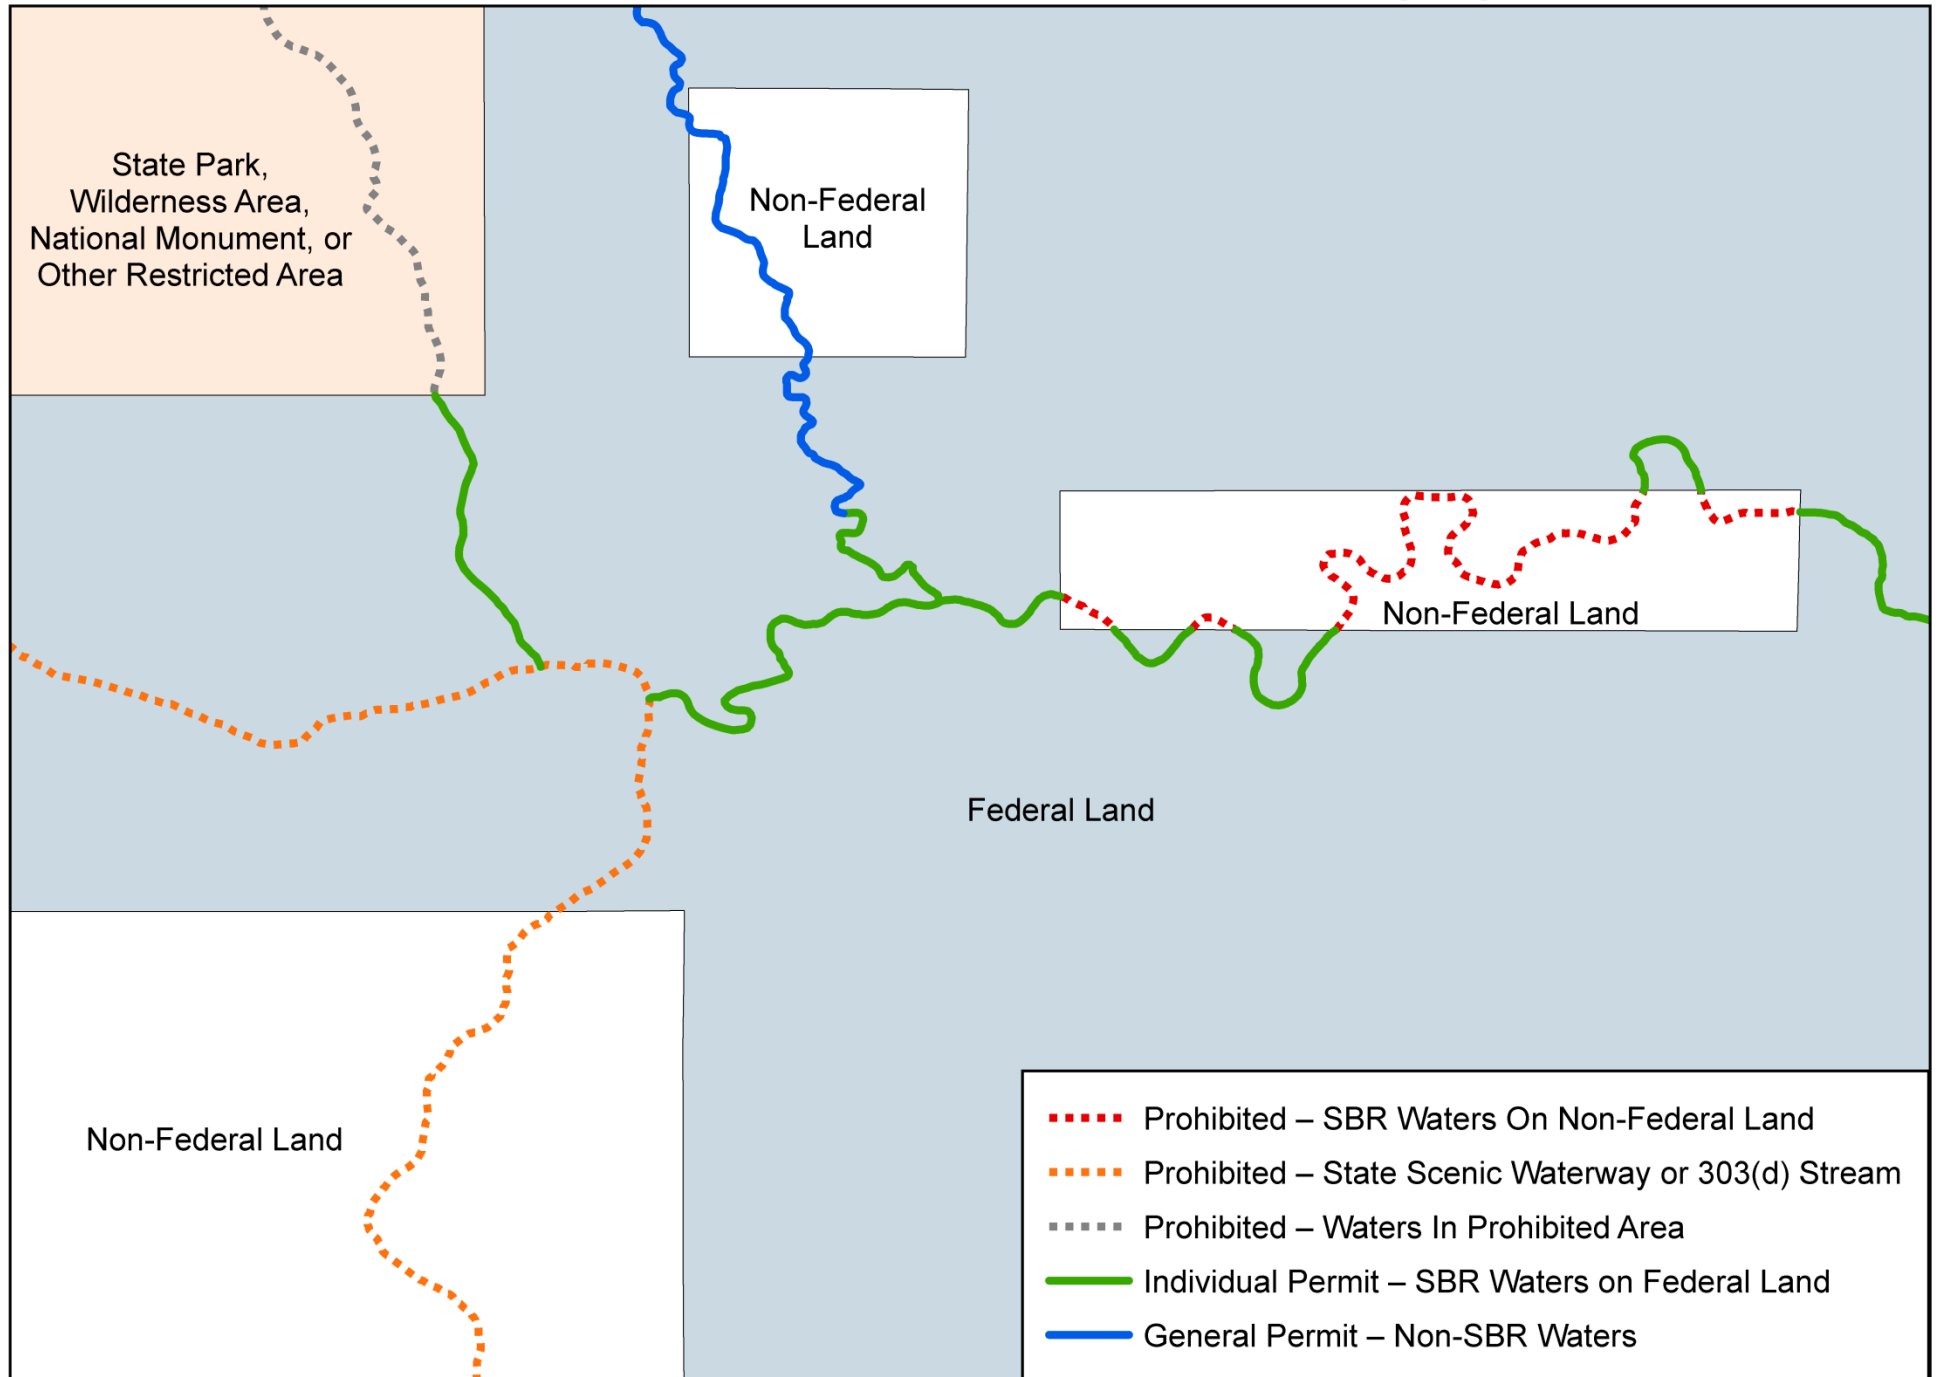 State Park,
Wilderness Area,
National Monument, or
Other Restricted Area
Non-Federal
Land
Non-Federal Land
Federal Land
Non-Federal Land
Prohibited – SBR Waters On Non-Federal Land
Prohibited – State Scenic Waterway or 303(d) Stream
Prohibited – Waters In Prohibited Area
Individual Permit – SBR Waters on Federal Land
General Permit – Non-SBR Waters